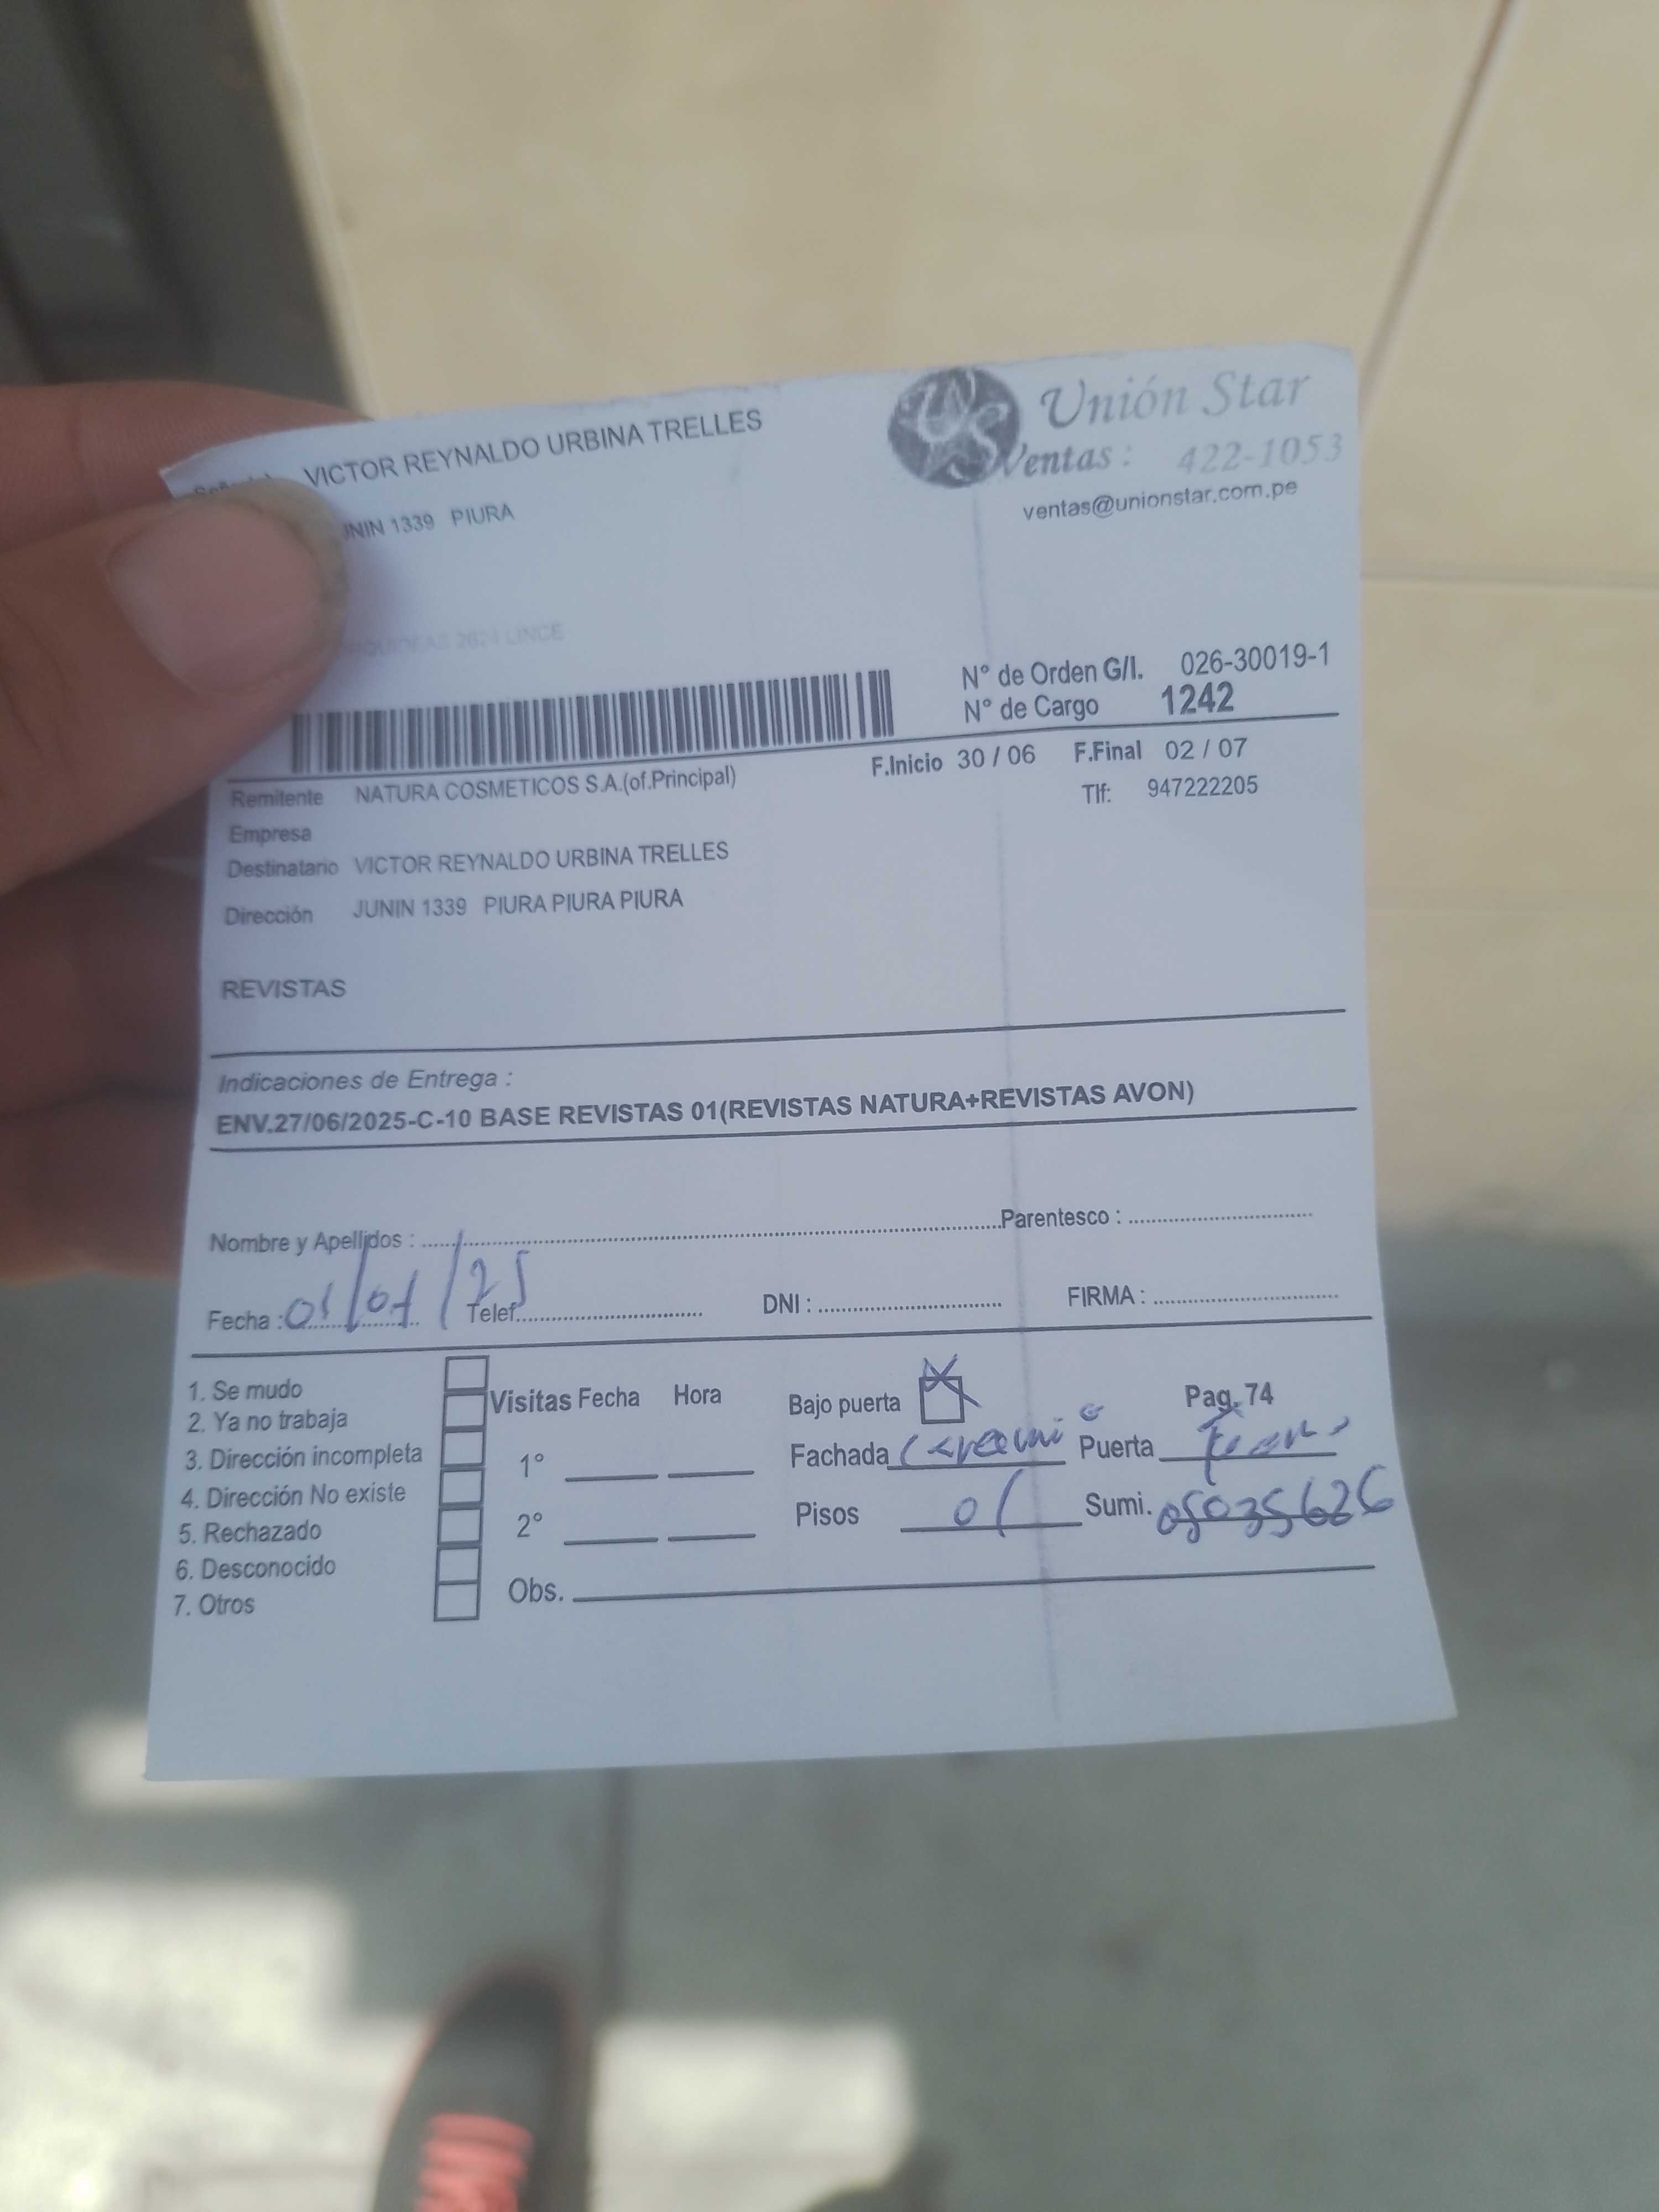 VICTOR REYNALDO URBINA TRELLES
Unión Star
Ventas : 422-1053
JNIN 1339 PIURA
ventas@unionstar.com.pe
2674 LINCE
N° de Orden G/I. 026-30019-1
N° de Cargo 1242
F.Inicio 30 / 06 F.Final 02 / 07
Remitente NATURA COSMETICOS S.A.(of.Principal)
Tlf: 947222205
Empresa
Destinatario VICTOR REYNALDO URBINA TRELLES
Dirección JUNIN 1339 PIURA PIURA PIURA
REVISTAS
Indicaciones de Entrega :
ENV.27/06/2025-C-10 BASE REVISTAS 01(REVISTAS NATURA+REVISTAS AVON)
Nombre y Apellidos : Parentesco :
Fecha : 01/07/25 Telef. DNI : FIRMA :
1. Se mudo
2. Ya no trabaja
3. Dirección incompleta
4. Dirección No existe
5. Rechazado
6. Desconocido
7. Otros
Visitas Fecha Hora
1°
2°
Obs.
Bajo puerta X Pag. 74
Fachada Puerta
Pisos 01 Sumi. 05035626